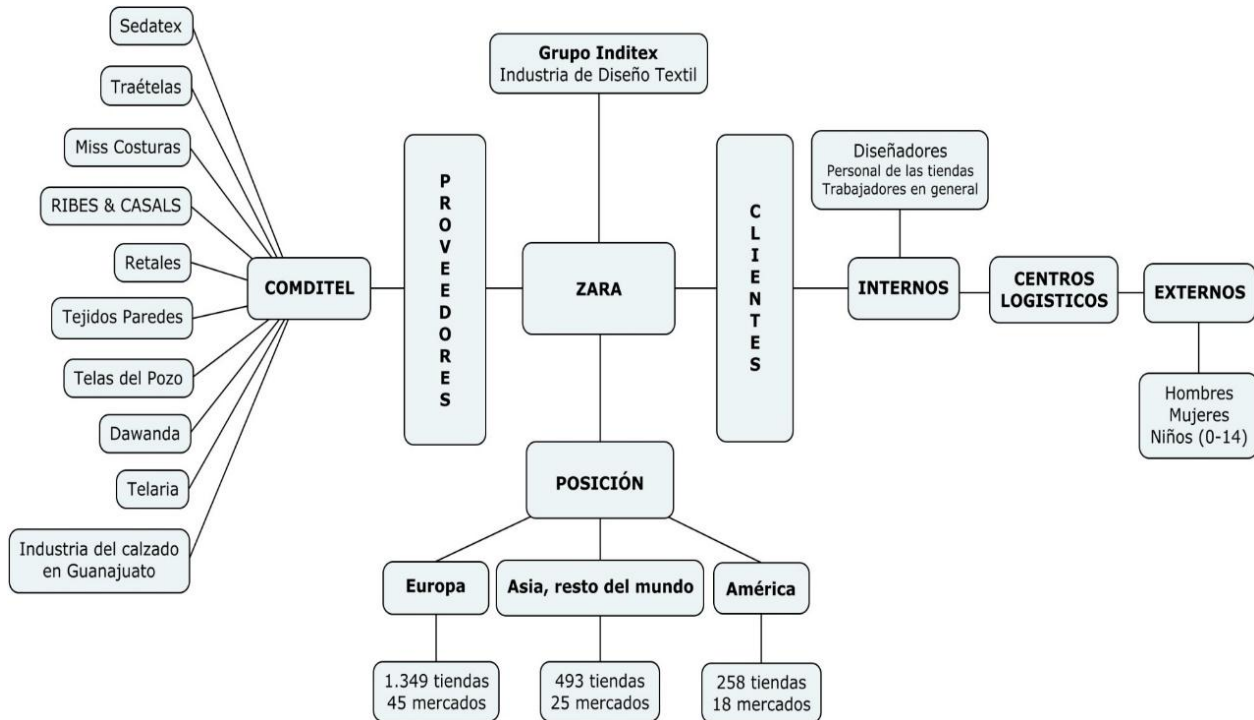 Grupo Inditex
Industria de Diseño Textil
Sedatex
Traételas
Miss Costuras
RIBES & CASALS
Retales
Tejidos Paredes
Telas del Pozo
Dawanda
Telaria
Industria del calzado
en Guanajuato
COMDITEL
PROVEEDORES
ZARA
CLIENTES
Diseñadores
Personal de las tiendas
Trabajadores en general
INTERNOS
CENTROS
LOGISTICOS
EXTERNOS
Hombres
Mujeres
Niños (0-14)
POSICIÓN
Europa
Asia, resto del mundo
América
1.349 tiendas
45 mercados
493 tiendas
25 mercados
258 tiendas
18 mercados